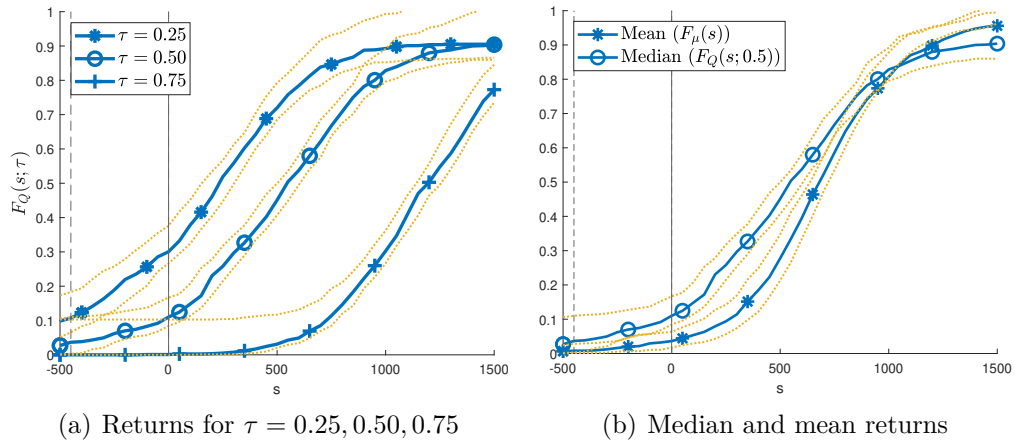 1
0.9
0.8
0.7
0.6
0.5
0.4
0.3
0.2
0.1
0
F_Q(s; τ)
τ = 0.25
τ = 0.50
τ = 0.75
-500 0 500 1000 1500
s
(a) Returns for τ = 0.25, 0.50, 0.75
1
0.9
0.8
0.7
0.6
0.5
0.4
0.3
0.2
0.1
0
Mean (F_μ(s))
Median (F_Q(s; 0.5))
-500 0 500 1000 1500
s
(b) Median and mean returns